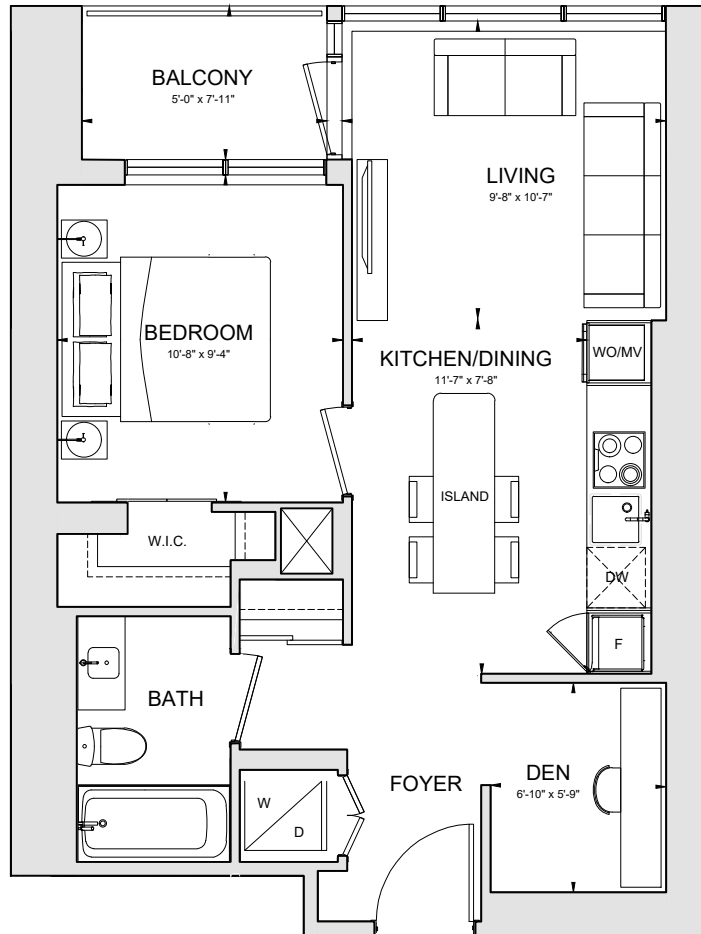 BALCONY
5'-0" x 7'-11"
LIVING
9'-8" x 10'-7"
BEDROOM
10'-8" x 9'-4"
KITCHEN/DINING
11'-7" x 7'-8"
WO/MV
ISLAND
W.I.C.
DW
F
BATH
FOYER
DEN
6'-10" x 5'-9"
W
D